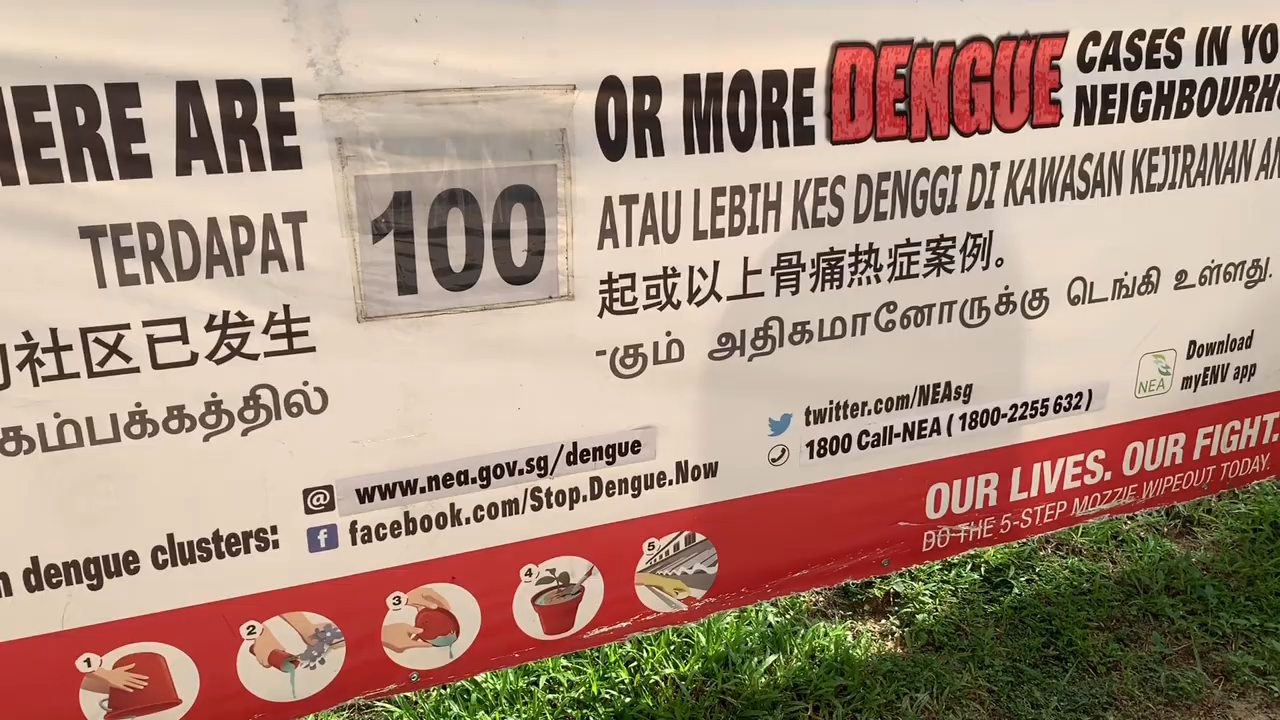 HERE ARE 100 OR MORE DENGUE CASES IN YO
NEIGHBOURHO
TERDAPAT ATAU LEBIH KES DENGGI DI KAWASAN KEJIRANAN AN
社区已发生 起或以上骨痛热症案例。
கம்பக்கத்தில் -கும் அதிகமானோருக்கு டெங்கி உள்ளது.
n dengue clusters:
@ www.nea.gov.sg/dengue
f facebook.com/Stop.Dengue.Now
twitter.com/NEAsg
1800 Call-NEA ( 1800-2255 632 )
NEA
Download
myENV app
OUR LIVES. OUR FIGHT.
DO THE 5-STEP MOZZIE WIPEOUT TODAY.
1
2
3
4
5